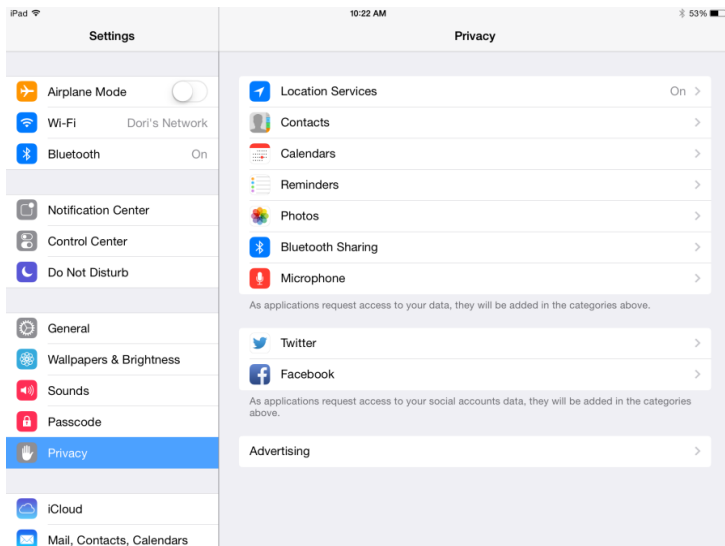 iPad 10:22 AM 53%
Settings
Privacy
Airplane Mode
Wi-Fi Dori's Network
Bluetooth On
Notification Center
Control Center
Do Not Disturb
General
Wallpapers & Brightness
Sounds
Passcode
Privacy
iCloud
Mail, Contacts, Calendars
Location Services On
Contacts
Calendars
Reminders
Photos
Bluetooth Sharing
Microphone
As applications request access to your data, they will be added in the categories above.
Twitter
Facebook
As applications request access to your social accounts data, they will be added in the categories
above.
Advertising